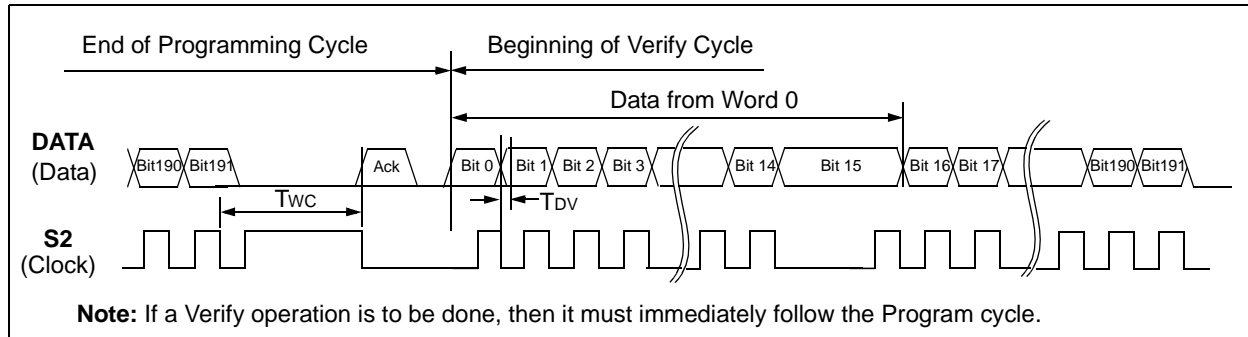 End of Programming Cycle Beginning of Verify Cycle
Data from Word 0
DATA
(Data)
Bit190 Bit191 Ack Bit 0 Bit 1 Bit 2 Bit 3 Bit 14 Bit 15 Bit 16 Bit 17 Bit190 Bit191
TWC TDV
S2
(Clock)
Note: If a Verify operation is to be done, then it must immediately follow the Program cycle.